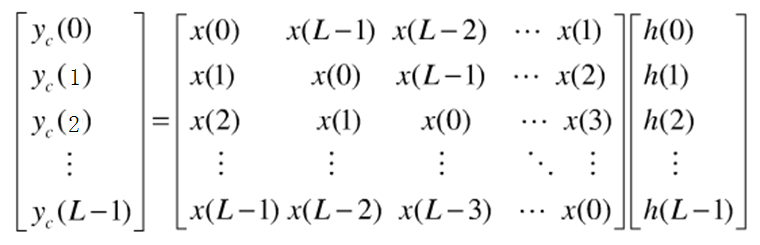 y_c(0) x(0) x(L−1) x(L−2) ⋯ x(1) h(0)
y_c(1) x(1) x(0) x(L−1) ⋯ x(2) h(1)
y_c(2) = x(2) x(1) x(0) ⋯ x(3) h(2)
⋮ ⋮ ⋮ ⋮ ⋱ ⋮ ⋮
y_c(L−1) x(L−1) x(L−2) x(L−3) ⋯ x(0) h(L−1)